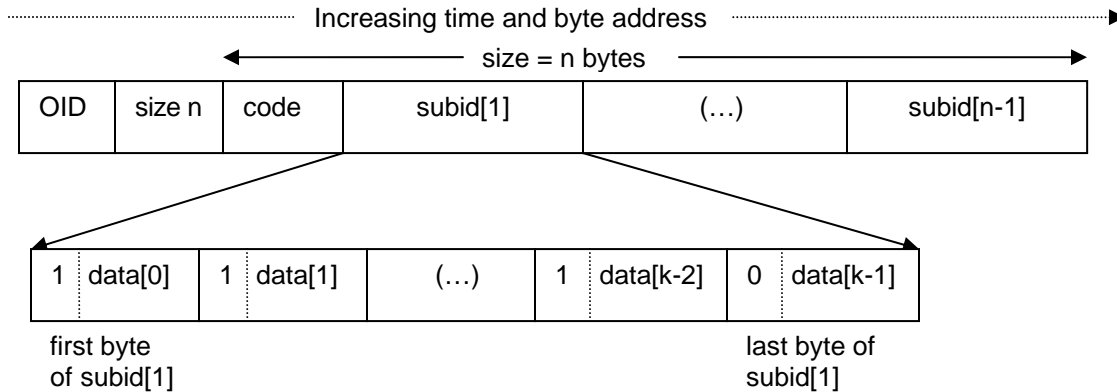 Increasing time and byte address
size = n bytes
OID size n code subid[1] (…) subid[n-1]
1 data[0] 1 data[1] (…) 1 data[k-2] 0 data[k-1]
first byte last byte of
of subid[1] subid[1]